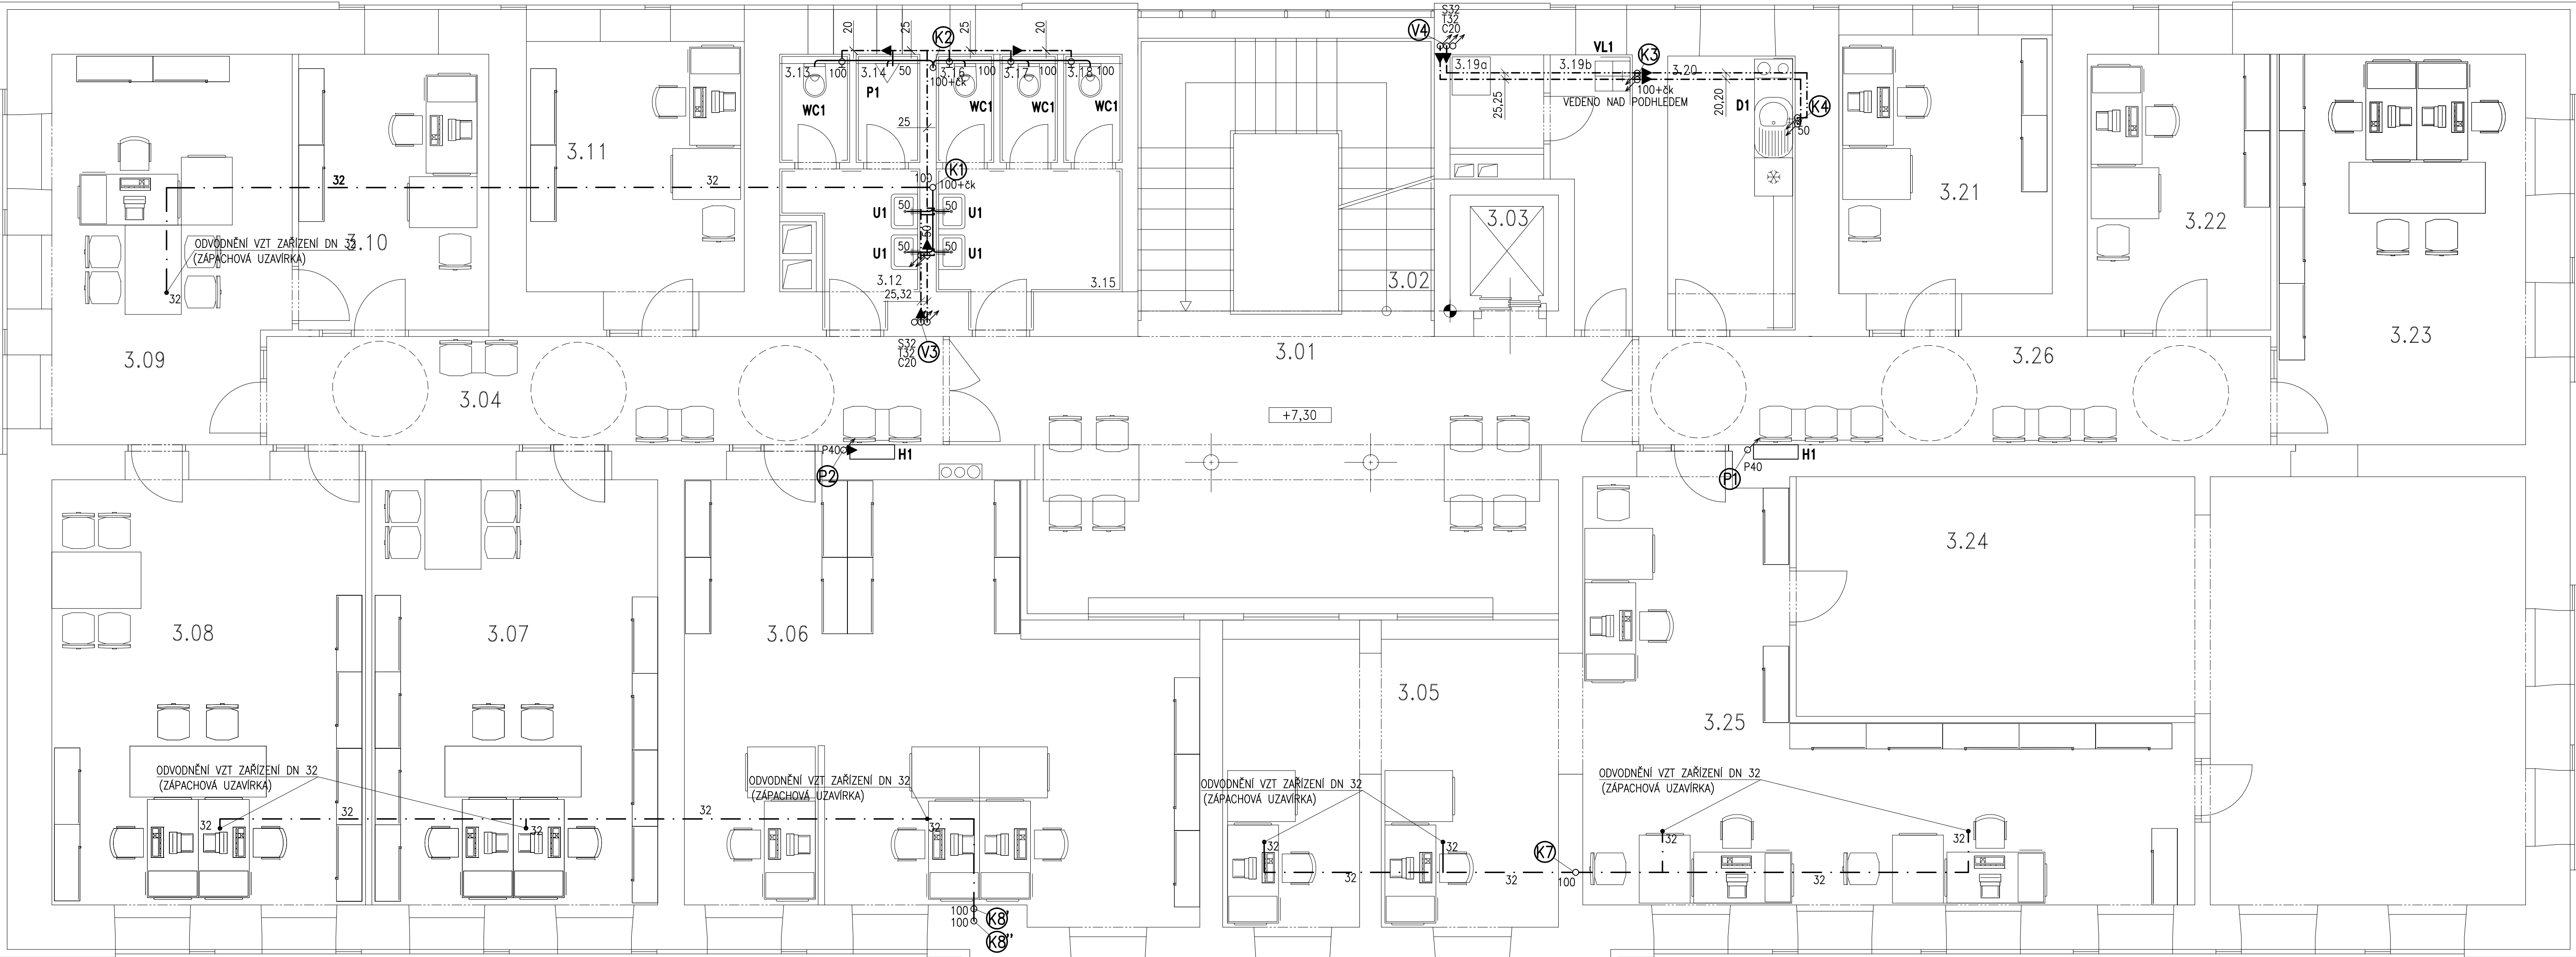 S32
T32
C20
V4
20
25
25
20
K2
VL1
K3
3.13
100
3.14
50
3.16
100
3.17
100
3.18
100
3.19a
3.19b
3.20
100+čk
100+čk
VEDENO NAD PODHLEDEM
WC1
P1
WC1
WC1
WC1
25,25
20,20
D1
K4
50
25
3.11
K1
100
100+čk
32
32
3.21
3.22
3.03
U1
50
50
U1
U1
50
50
50
U1
ODVODNĚNÍ VZT ZAŘÍZENÍ DN 32
(ZÁPACHOVÁ UZAVÍRKA)
3.10
32
3.12
3.15
25,32
3.02
3.23
S32
T32
C20
V3
3.01
3.26
3.09
3.04
+7,30
P40
H1
P2
P40
H1
P1
3.24
3.08
3.07
3.06
3.05
3.25
ODVODNĚNÍ VZT ZAŘÍZENÍ DN 32
(ZÁPACHOVÁ UZAVÍRKA)
ODVODNĚNÍ VZT ZAŘÍZENÍ DN 32
(ZÁPACHOVÁ UZAVÍRKA)
ODVODNĚNÍ VZT ZAŘÍZENÍ DN 32
(ZÁPACHOVÁ UZAVÍRKA)
ODVODNĚNÍ VZT ZAŘÍZENÍ DN 32
(ZÁPACHOVÁ UZAVÍRKA)
32
32
32
32
32
32
32
32
32
32
32
32
K7
100
100
K8'
100
K8"